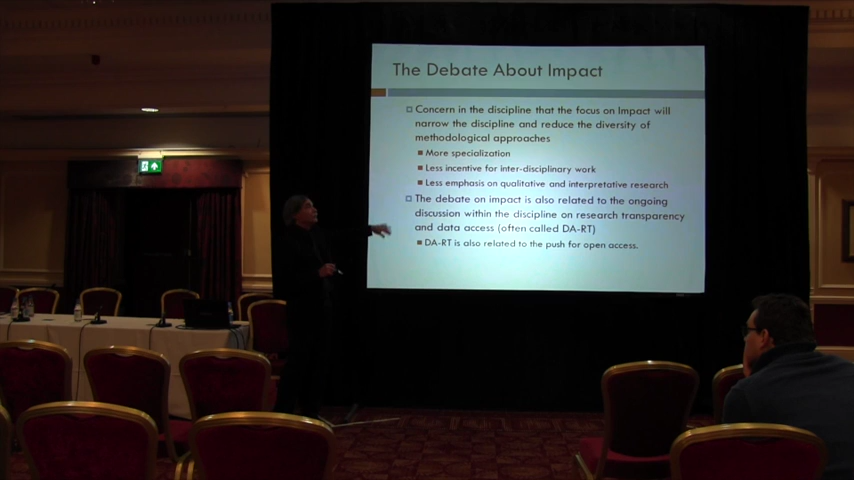 The Debate About Impact
Concern in the discipline that the focus on Impact will
narrow the discipline and reduce the diversity of
methodological approaches
More specialization
Less incentive for inter-disciplinary work
Less emphasis on qualitative and interpretative research
The debate on impact is also related to the ongoing
discussion within the discipline on research transparency
and data access (often called DA-RT)
DA-RT is also related to the push for open access.